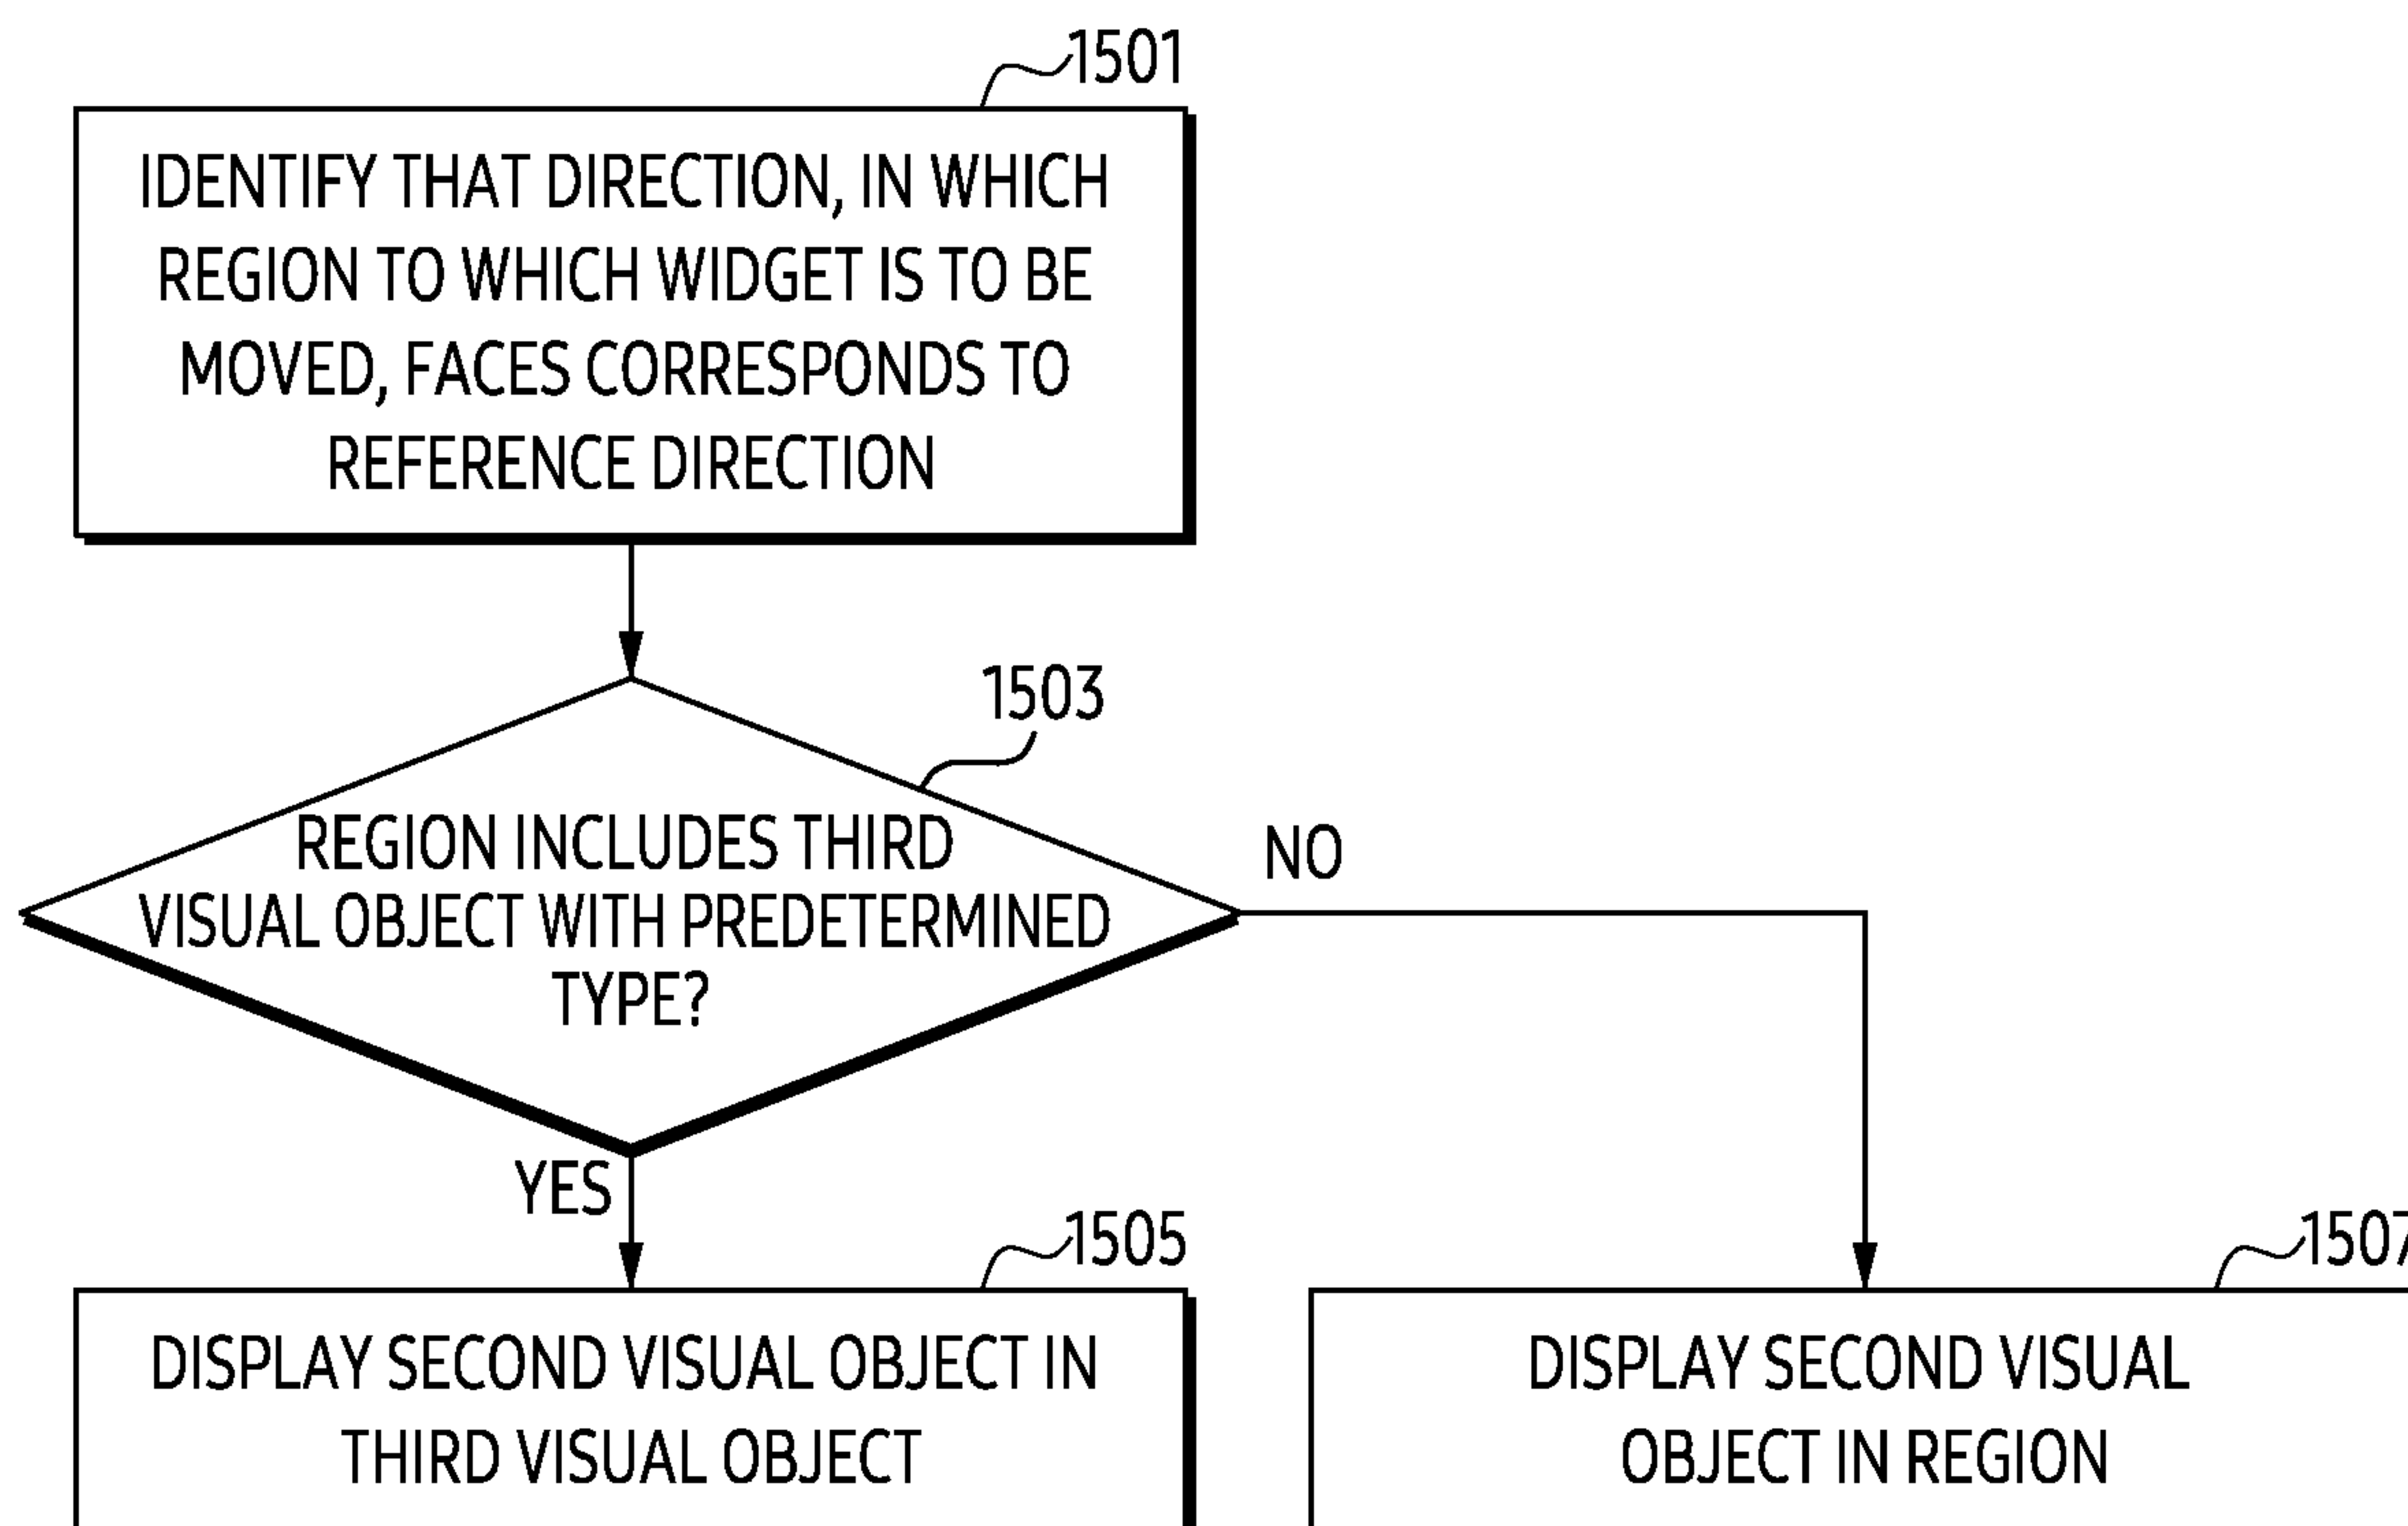 1501
IDENTIFY THAT DIRECTION, IN WHICH
REGION TO WHICH WIDGET IS TO BE
MOVED, FACES CORRESPONDS TO
REFERENCE DIRECTION
1503
REGION INCLUDES THIRD
VISUAL OBJECT WITH PREDETERMINED
TYPE?
NO
YES
1505
DISPLAY SECOND VISUAL OBJECT IN
THIRD VISUAL OBJECT
1507
DISPLAY SECOND VISUAL
OBJECT IN REGION